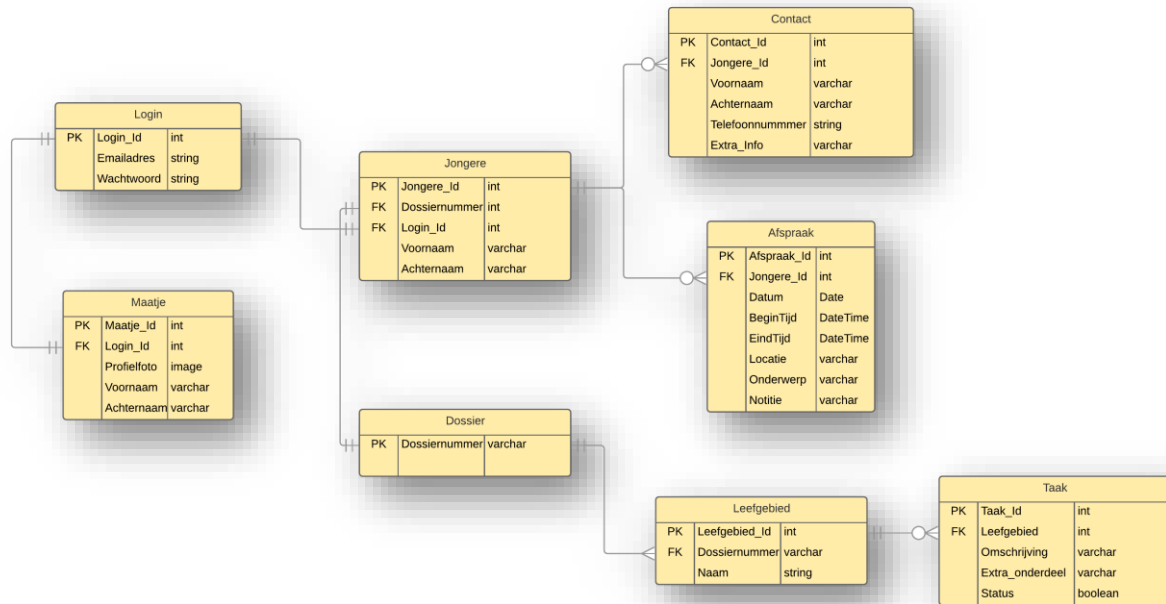 Contact
PK Contact_Id int
FK Jongere_Id int
Voornaam varchar
Achternaam varchar
Telefoonnummmer string
Extra_Info varchar
Login
PK Login_Id int
Emailadres string
Wachtwoord string
Jongere
PK Jongere_Id int
FK Dossiernummer int
FK Login_Id int
Voornaam varchar
Achternaam varchar
Afspraak
PK Afspraak_Id int
FK Jongere_Id int
Datum Date
BeginTijd DateTime
EindTijd DateTime
Locatie varchar
Onderwerp varchar
Notitie varchar
Maatje
PK Maatje_Id int
FK Login_Id int
Profielfoto image
Voornaam varchar
Achternaam varchar
Dossier
PK Dossiernummer varchar
Leefgebied
PK Leefgebied_Id int
FK Dossiernummer varchar
Naam string
Taak
PK Taak_Id int
FK Leefgebied int
Omschrijving varchar
Extra_onderdeel varchar
Status boolean